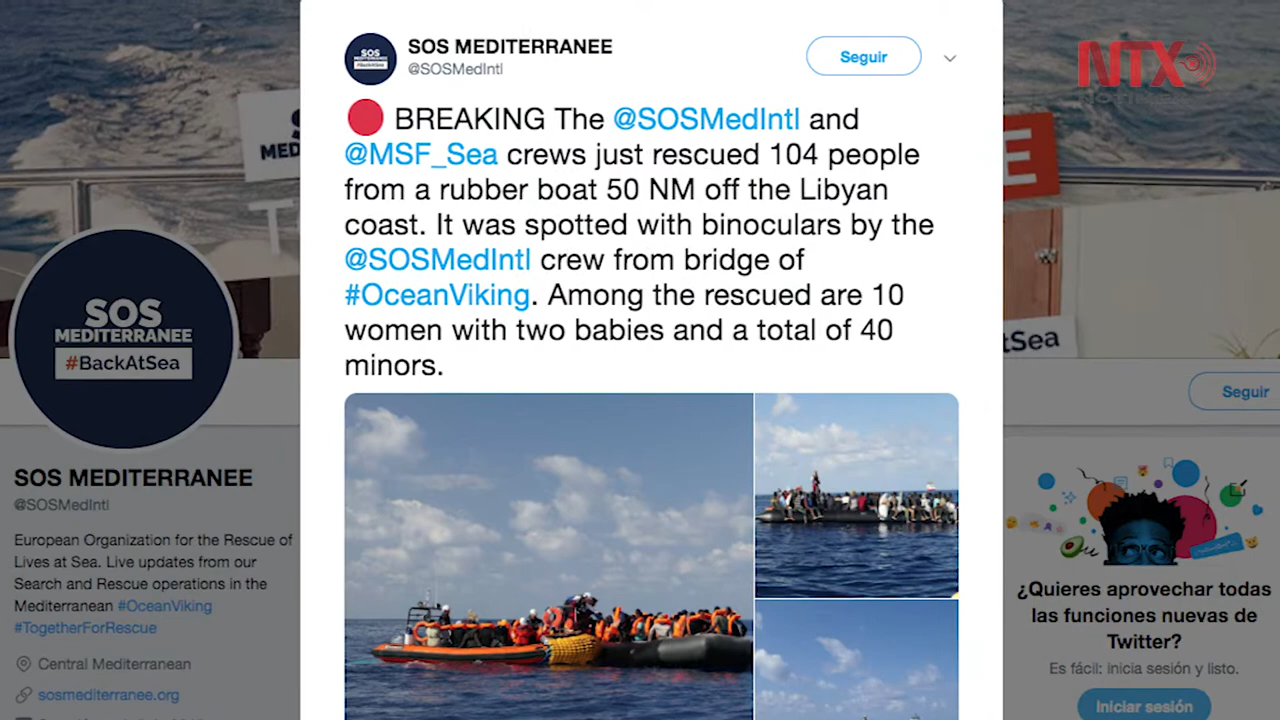 SOS MEDITERRANEE
@SOSMedIntl
Seguir
🔴 BREAKING The @SOSMedIntl and
@MSF_Sea crews just rescued 104 people
from a rubber boat 50 NM off the Libyan
coast. It was spotted with binoculars by the
@SOSMedIntl crew from bridge of
#OceanViking. Among the rescued are 10
women with two babies and a total of 40
minors.
NTX
SOS
MEDITERRANEE
#BackAtSea
SOS MEDITERRANEE
@SOSMedIntl
European Organization for the Rescue of
Lives at Sea. Live updates from our
Search and Rescue operations in the
Mediterranean #OceanViking
#TogetherForRescue
Central Mediterranean
sosmediterranee.org
Seguir
¿Quieres aprovechar todas
las funciones nuevas de
Twitter?
Es fácil: inicia sesión y listo.
Iniciar sesión